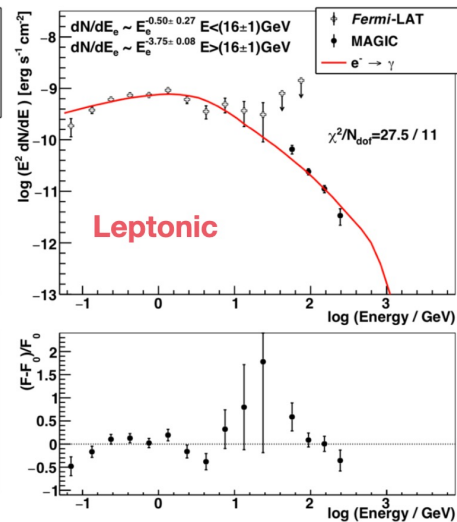 dN/dE_e ~ E_e^-0.50± 0.27 E<(16±1)GeV
dN/dE_e ~ E_e^-3.75± 0.08 E>(16±1)GeV
Fermi-LAT
MAGIC
e⁻ → γ
χ²/N_dof=27.5 / 11
Leptonic
log (E² dN/dE ) [erg s⁻¹ cm⁻²]
-8
-9
-10
-11
-12
-13
-1 0 1 2 3
log (Energy / GeV)
(F-F_0)/F_0
2
1.5
1
0.5
0
-0.5
-1
-1 0 1 2 3
log (Energy / GeV)